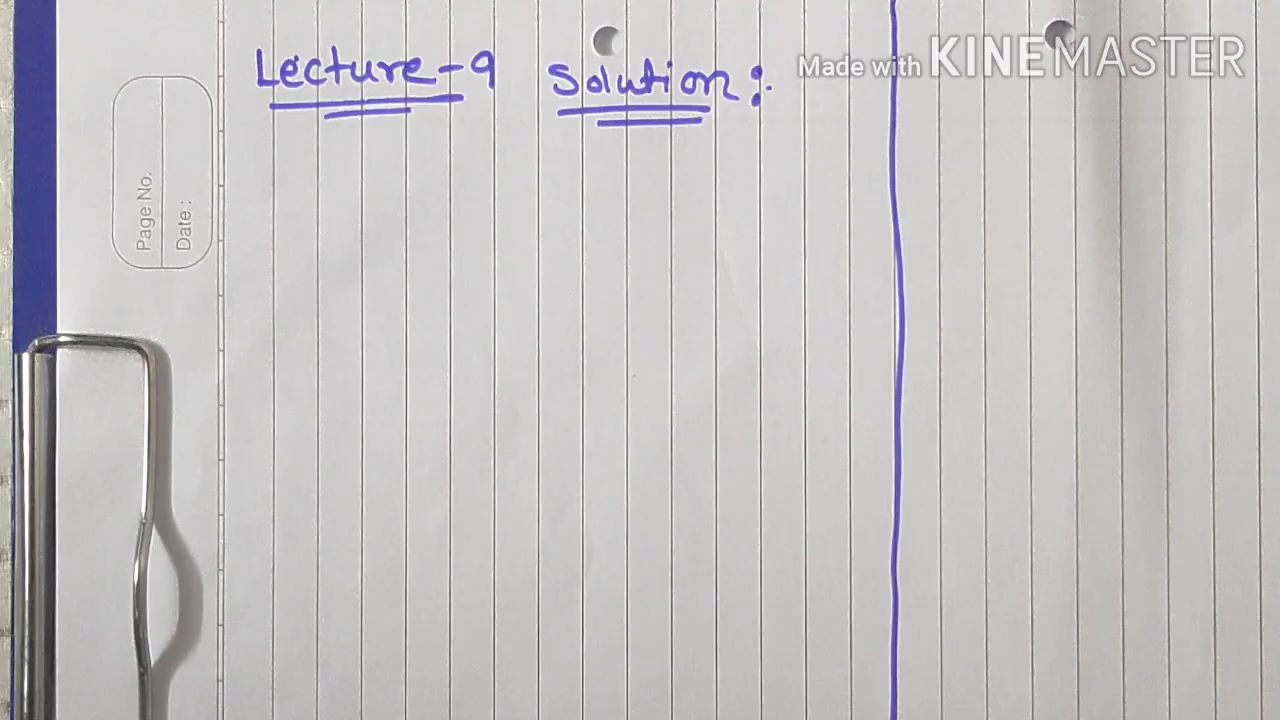 Lecture-9 Solution :-
Made with KINEMASTER
Page No.
Date :